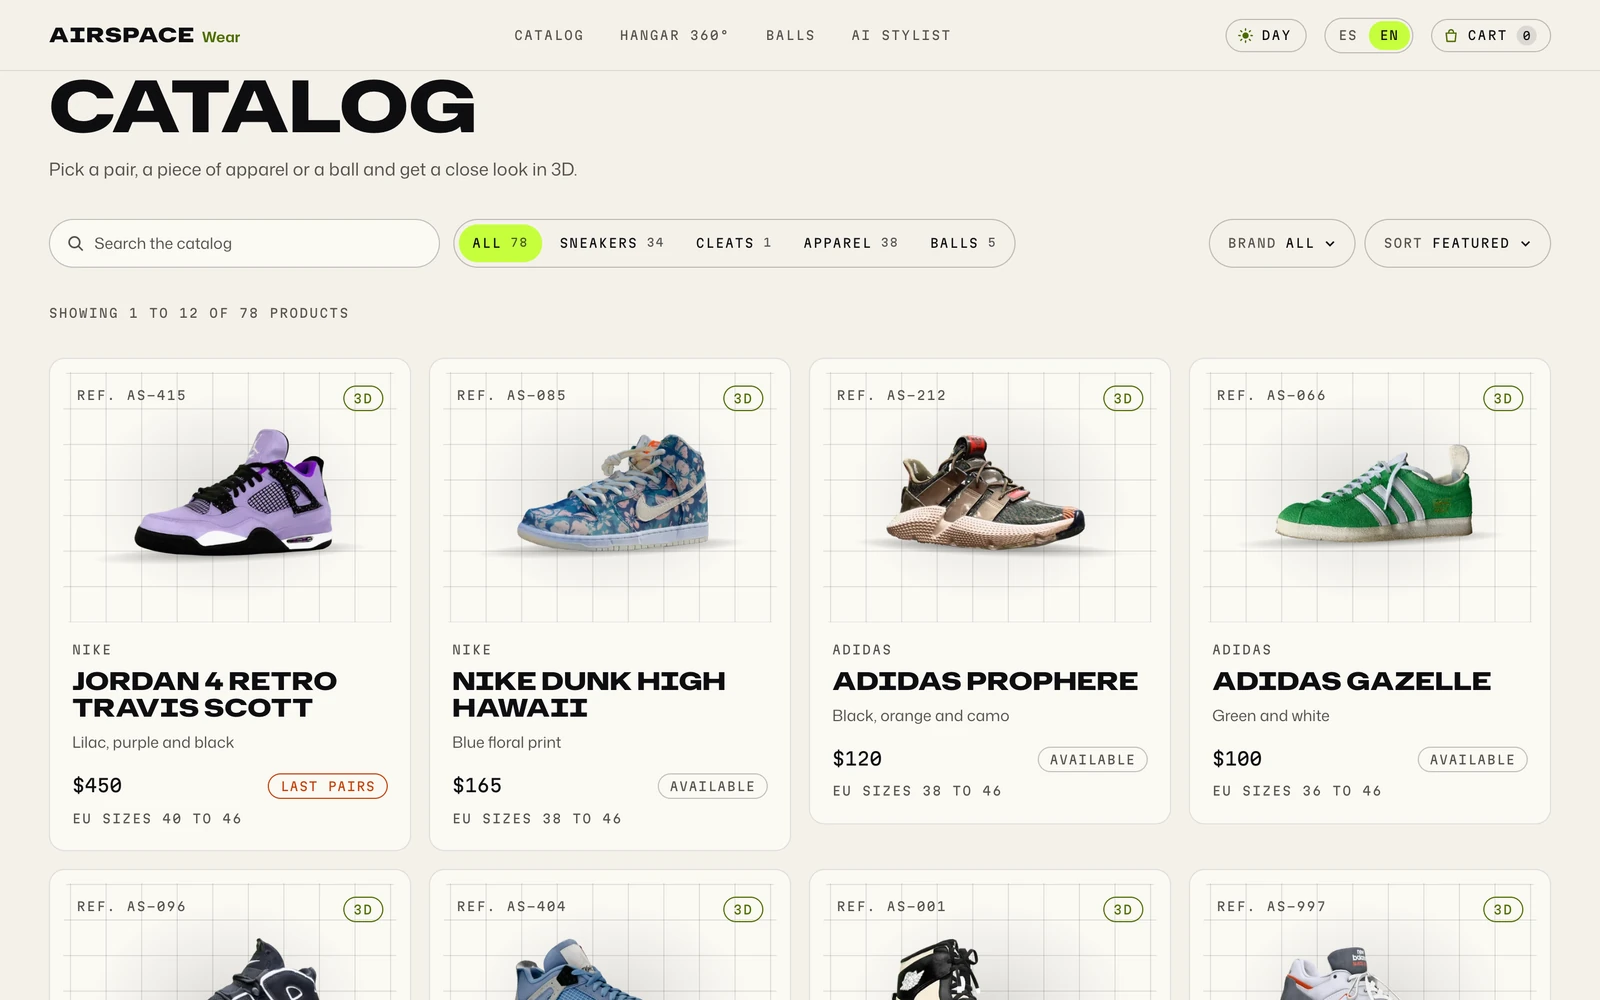 AIRSPACE Wear
CATALOG
HANGAR 360°
BALLS
AI STYLIST
DAY
ES EN
CART 0
CATALOG
Pick a pair, a piece of apparel or a ball and get a close look in 3D.
Search the catalog
ALL 78
SNEAKERS 34
CLEATS 1
APPAREL 38
BALLS 5
BRAND ALL
SORT FEATURED
SHOWING 1 TO 12 OF 78 PRODUCTS
REF. AS-415
3D
NIKE
JORDAN 4 RETRO
TRAVIS SCOTT
Lilac, purple and black
$450
LAST PAIRS
EU SIZES 40 TO 46
REF. AS-085
3D
NIKE
NIKE DUNK HIGH
HAWAII
Blue floral print
$165
AVAILABLE
EU SIZES 38 TO 46
REF. AS-212
3D
ADIDAS
ADIDAS PROPHERE
Black, orange and camo
$120
AVAILABLE
EU SIZES 38 TO 46
REF. AS-066
3D
ADIDAS
ADIDAS GAZELLE
Green and white
$100
AVAILABLE
EU SIZES 36 TO 46
REF. AS-096
3D
REF. AS-404
3D
REF. AS-001
3D
REF. AS-997
3D